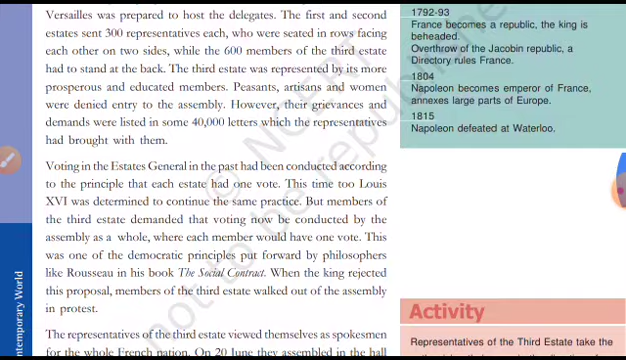 Versailles was prepared to host the delegates. The first and second
estates sent 300 representatives each, who were seated in rows facing
each other on two sides, while the 600 members of the third estate
had to stand at the back. The third estate was represented by its more
prosperous and educated members. Peasants, artisans and women
were denied entry to the assembly. However, their grievances and
demands were listed in some 40,000 letters which the representatives
had brought with them.
Voting in the Estates General in the past had been conducted according
to the principle that each estate had one vote. This time too Louis
XVI was determined to continue the same practice. But members of
the third estate demanded that voting now be conducted by the
assembly as a whole, where each member would have one vote. This
was one of the democratic principles put forward by philosophers
like Rousseau in his book The Social Contract. When the king rejected
this proposal, members of the third estate walked out of the assembly
in protest.
The representatives of the third estate viewed themselves as spokesmen
for the whole French nation. On 20 June they assembled in the hall
1792-93
France becomes a republic, the king is
beheaded.
Overthrow of the Jacobin republic, a
Directory rules France.
1804
Napoleon becomes emperor of France,
annexes large parts of Europe.
1815
Napoleon defeated at Waterloo.
Activity
Representatives of the Third Estate take the
World
© NCERT
not to be republished